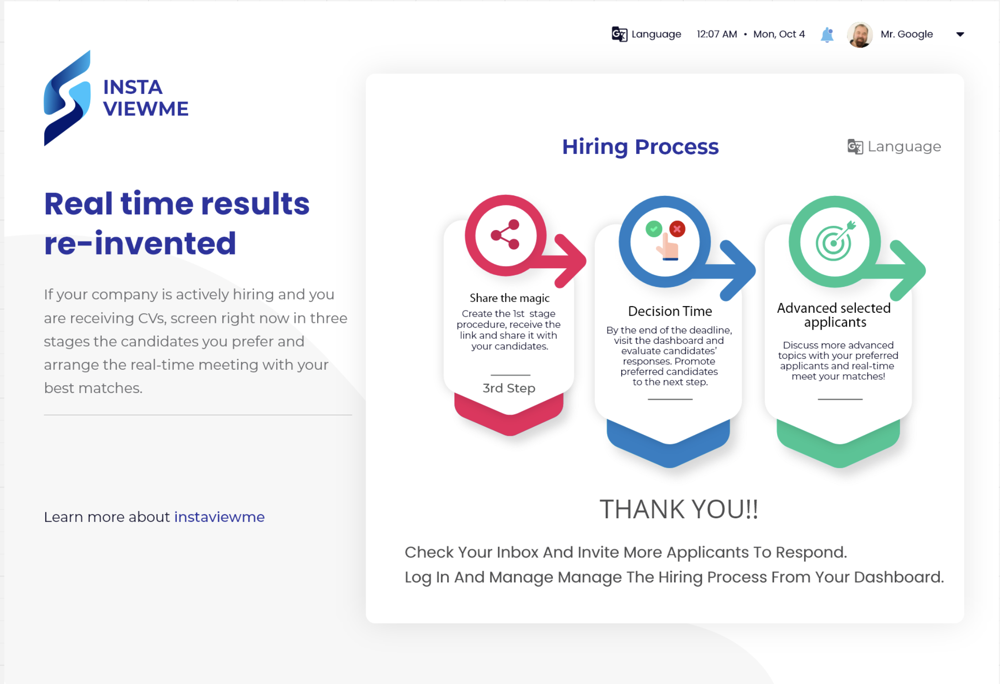 Language 12:07 AM • Mon, Oct 4 Mr. Google
INSTA
VIEWME
Real time results
re-invented
If your company is actively hiring and you
are receiving CVs, screen right now in three
stages the candidates you prefer and
arrange the real-time meeting with your
best matches.
Learn more about instaviewme
Hiring Process
Language
Share the magic
Create the 1st stage
procedure, receive the
link and share it with
your candidates.
3rd Step
Decision Time
By the end of the deadline,
visit the dashboard and
evaluate candidates’
responses. Promote
preferred candidates
to the next step.
Advanced selected
applicants
Discuss more advanced
topics with your preferred
applicants and real-time
meet your matches!
THANK YOU!!
Check Your Inbox And Invite More Applicants To Respond.
Log In And Manage Manage The Hiring Process From Your Dashboard.